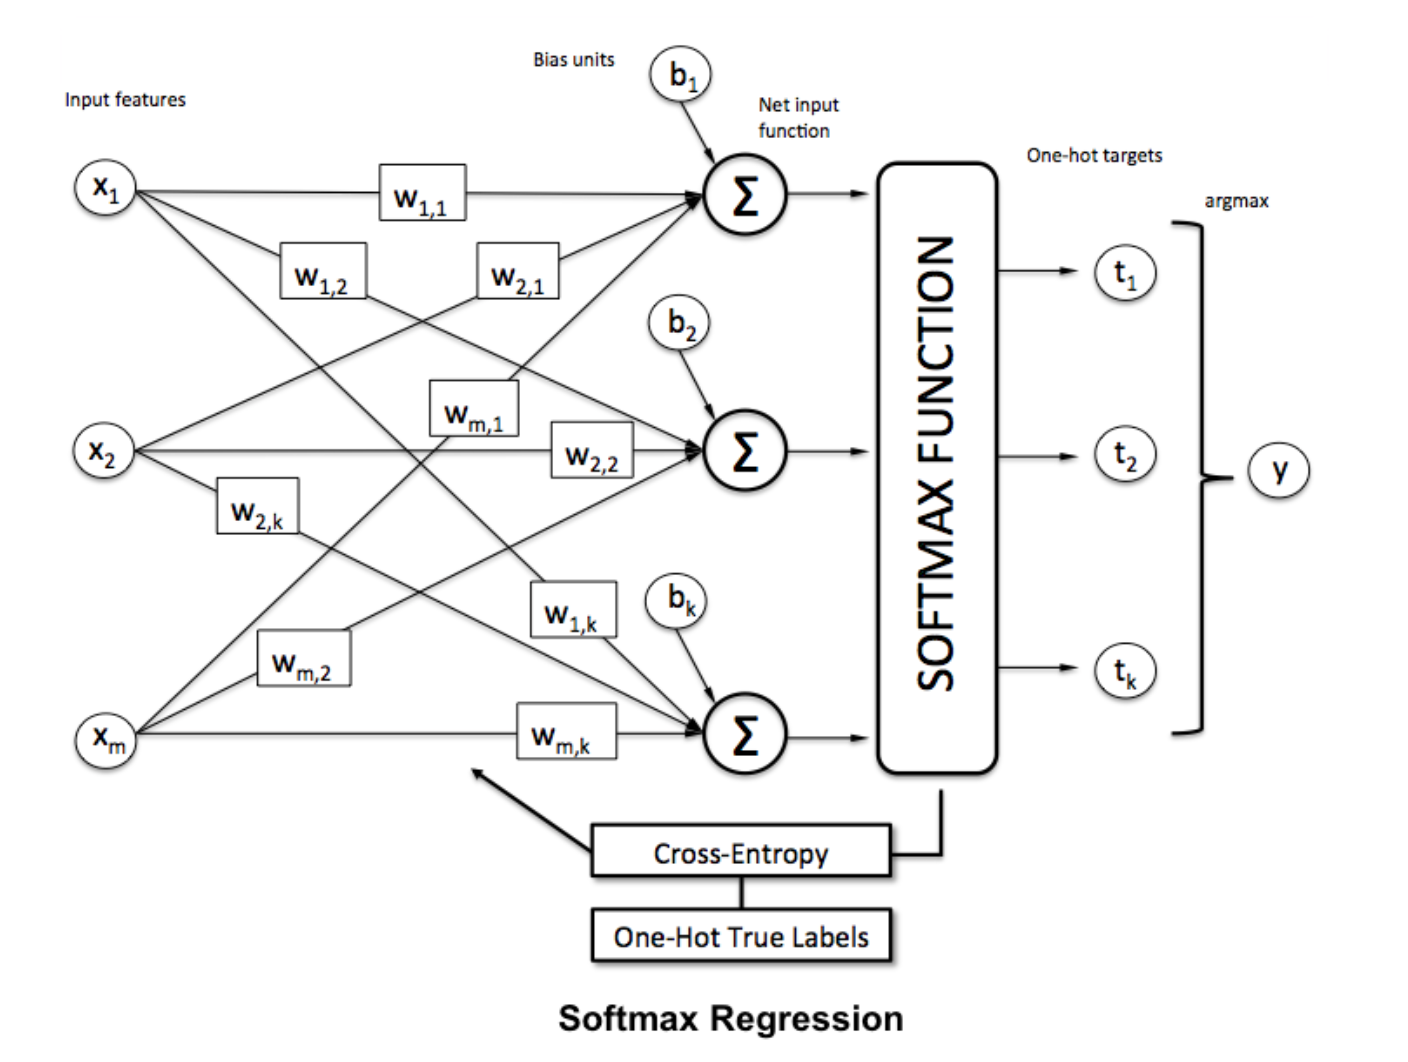 Bias units
b1
Input features
Net input
function
One-hot targets
x1
w1,1
Σ
argmax
w1,2
w2,1
t1
b2
wm,1
x2
w2,2
Σ
SOFTMAX FUNCTION
t2
y
w2,k
bk
w1,k
wm,2
tk
xm
wm,k
Σ
Cross-Entropy
One-Hot True Labels
Softmax Regression